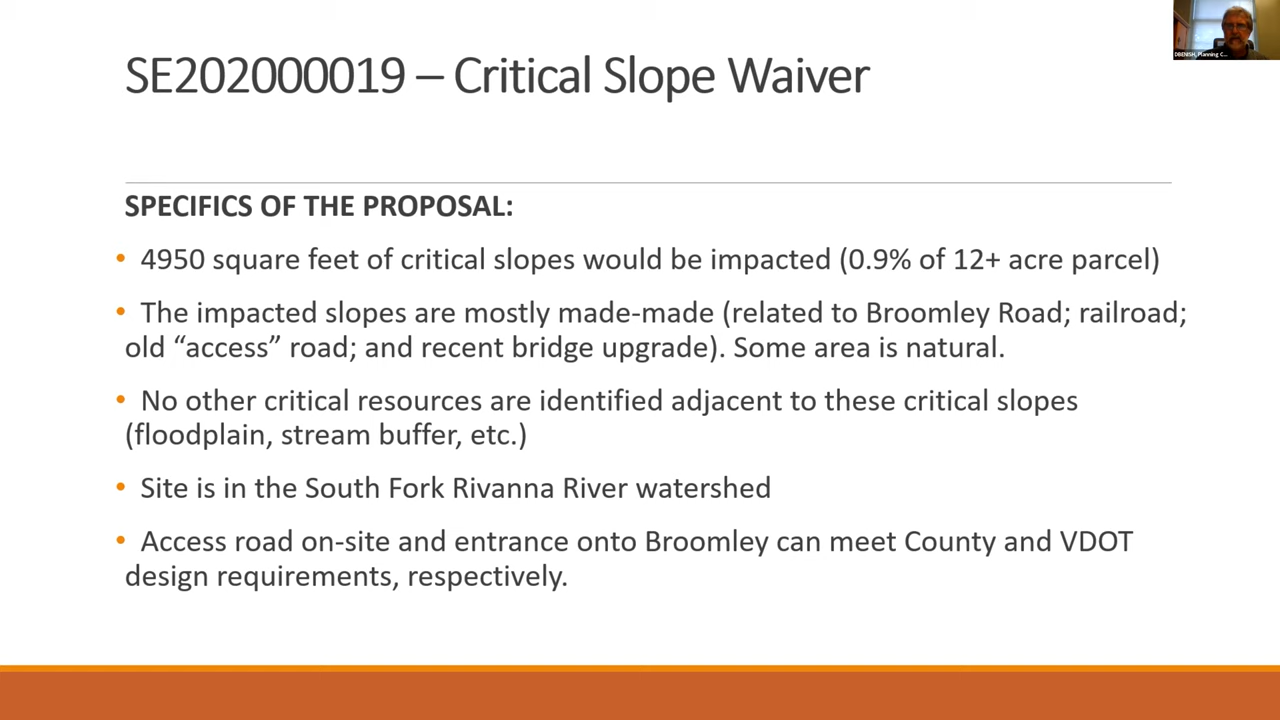 SE202000019 – Critical Slope Waiver
DBENISH, Planning C...
SPECIFICS OF THE PROPOSAL:
• 4950 square feet of critical slopes would be impacted (0.9% of 12+ acre parcel)
• The impacted slopes are mostly made-made (related to Broomley Road; railroad;
old “access” road; and recent bridge upgrade). Some area is natural.
• No other critical resources are identified adjacent to these critical slopes
(floodplain, stream buffer, etc.)
• Site is in the South Fork Rivanna River watershed
• Access road on-site and entrance onto Broomley can meet County and VDOT
design requirements, respectively.